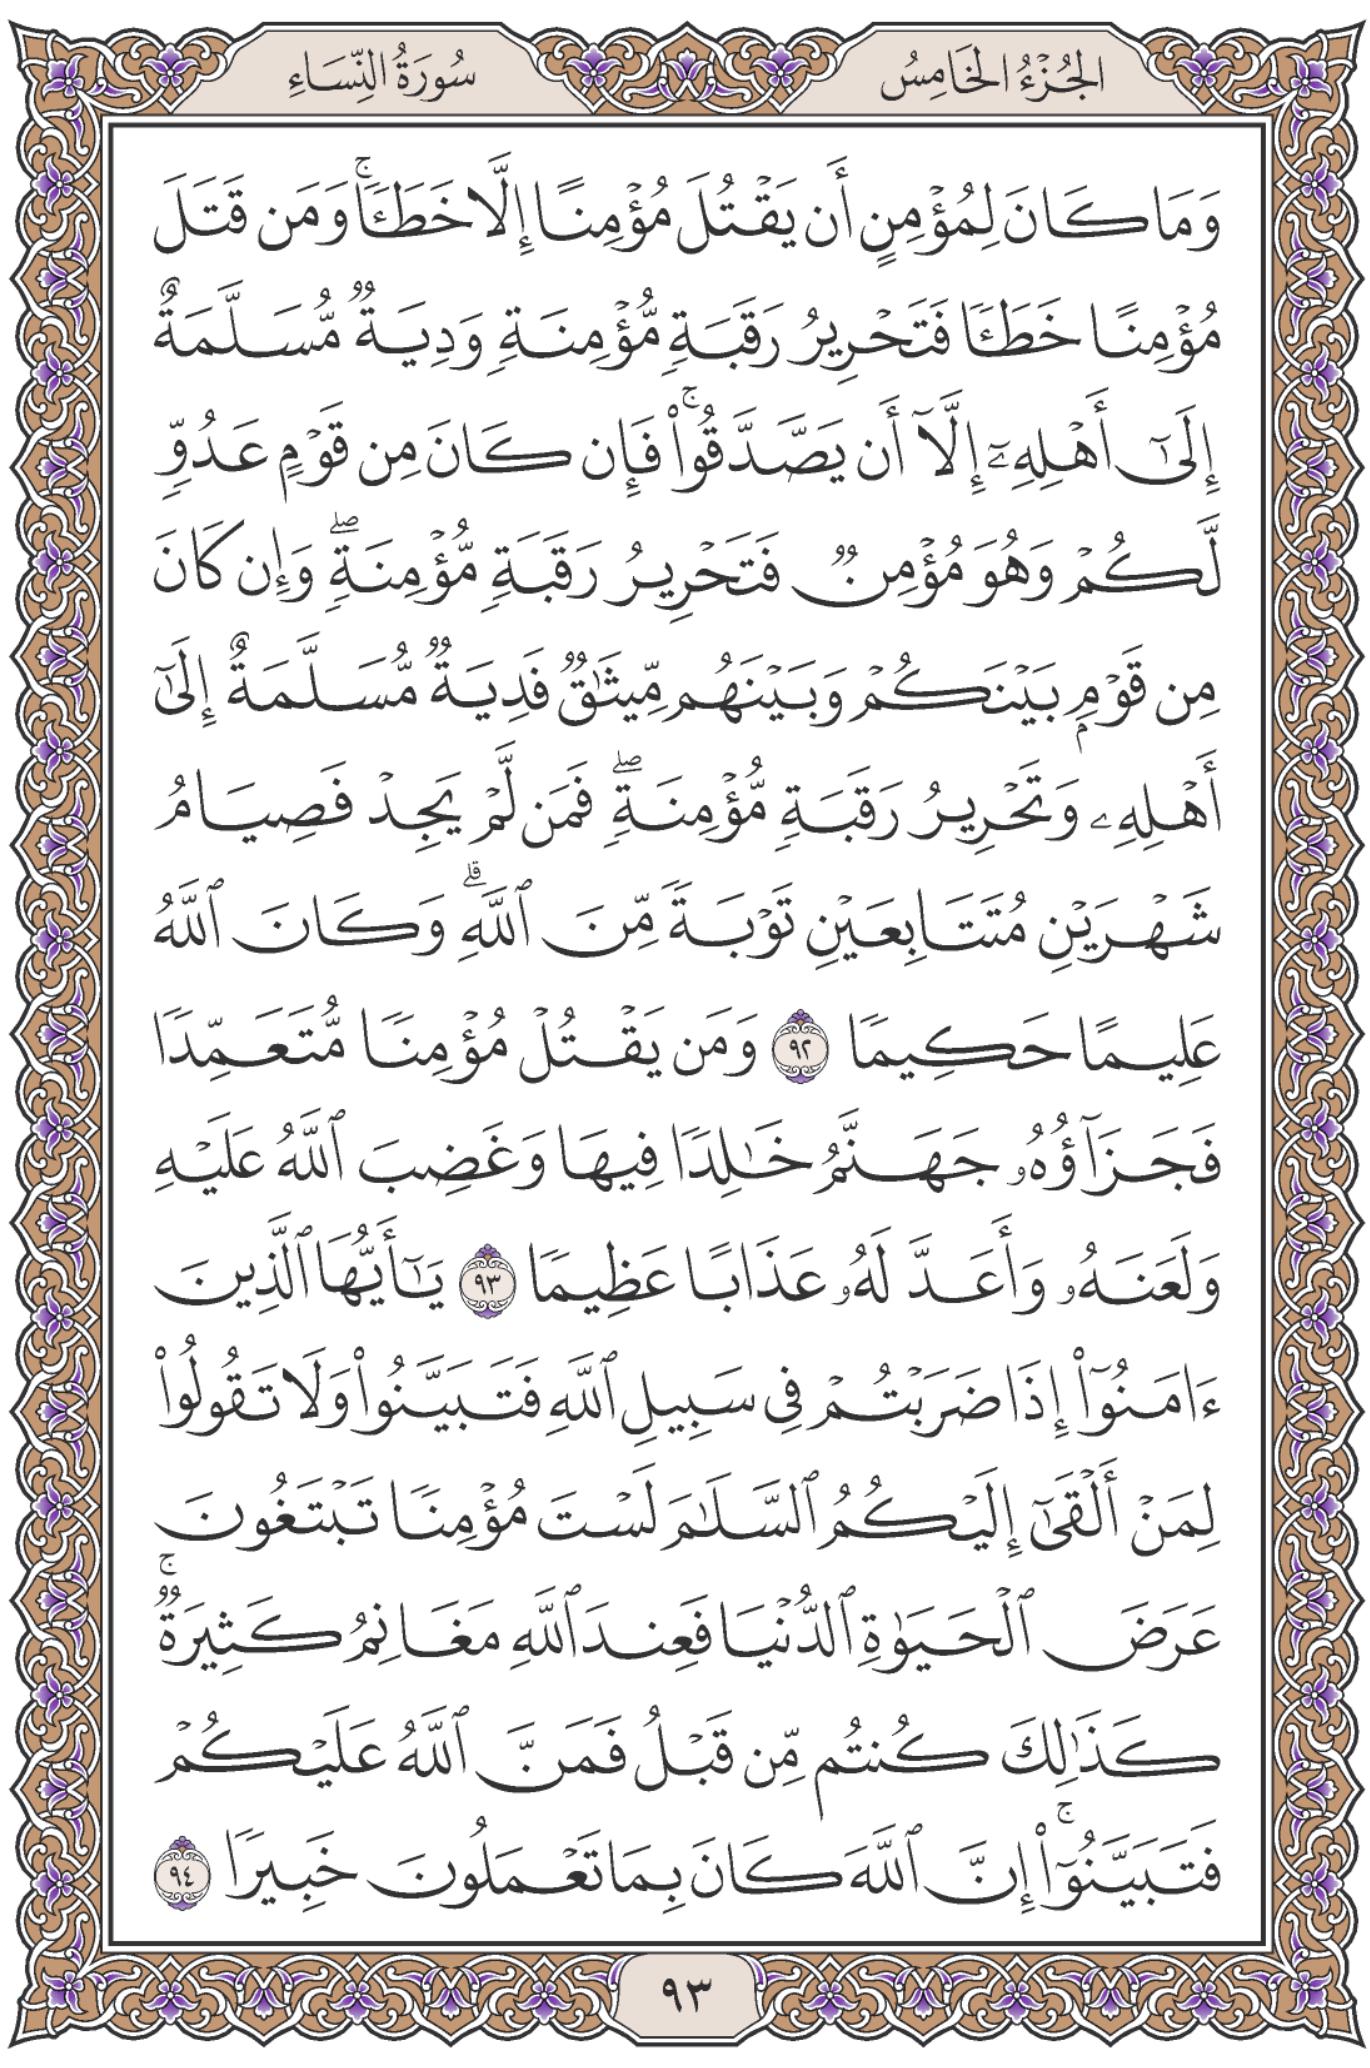 الجُزْءُ الخَامِسُ
سُورَةُ النِّسَاءِ
وَمَا كَانَ لِمُؤْمِنٍ أَن يَقْتُلَ مُؤْمِنًا إِلَّا خَطَـًٔا ۚ وَمَن قَتَلَ
مُؤْمِنًا خَطَـًٔا فَتَحْرِيرُ رَقَبَةٍ مُّؤْمِنَةٍ وَدِيَةٌ مُّسَلَّمَةٌ
إِلَىٰٓ أَهْلِهِۦٓ إِلَّآ أَن يَصَّدَّقُوا۟ ۚ فَإِن كَانَ مِن قَوْمٍ عَدُوٍّ
لَّكُمْ وَهُوَ مُؤْمِنٌ فَتَحْرِيرُ رَقَبَةٍ مُّؤْمِنَةٍ ۖ وَإِن كَانَ
مِن قَوْمٍۭ بَيْنَكُمْ وَبَيْنَهُم مِّيثَـٰقٌ فَدِيَةٌ مُّسَلَّمَةٌ إِلَىٰٓ
أَهْلِهِۦ وَتَحْرِيرُ رَقَبَةٍ مُّؤْمِنَةٍ ۖ فَمَن لَّمْ يَجِدْ فَصِيَامُ
شَهْرَيْنِ مُتَتَابِعَيْنِ تَوْبَةً مِّنَ ٱللَّهِ ۗ وَكَانَ ٱللَّهُ
عَلِيمًا حَكِيمًا ٩٢ وَمَن يَقْتُلْ مُؤْمِنًا مُّتَعَمِّدًا
فَجَزَآؤُهُۥ جَهَنَّمُ خَـٰلِدًا فِيهَا وَغَضِبَ ٱللَّهُ عَلَيْهِ
وَلَعَنَهُۥ وَأَعَدَّ لَهُۥ عَذَابًا عَظِيمًا ٩٣ يَـٰٓأَيُّهَا ٱلَّذِينَ
ءَامَنُوٓا۟ إِذَا ضَرَبْتُمْ فِى سَبِيلِ ٱللَّهِ فَتَبَيَّنُوا۟ وَلَا تَقُولُوا۟
لِمَنْ أَلْقَىٰٓ إِلَيْكُمُ ٱلسَّلَـٰمَ لَسْتَ مُؤْمِنًا تَبْتَغُونَ
عَرَضَ ٱلْحَيَوٰةِ ٱلدُّنْيَا فَعِندَ ٱللَّهِ مَغَانِمُ كَثِيرَةٌ ۚ
كَذَٰلِكَ كُنتُم مِّن قَبْلُ فَمَنَّ ٱللَّهُ عَلَيْكُمْ
فَتَبَيَّنُوٓا۟ ۚ إِنَّ ٱللَّهَ كَانَ بِمَا تَعْمَلُونَ خَبِيرًا ٩٤
٩٣